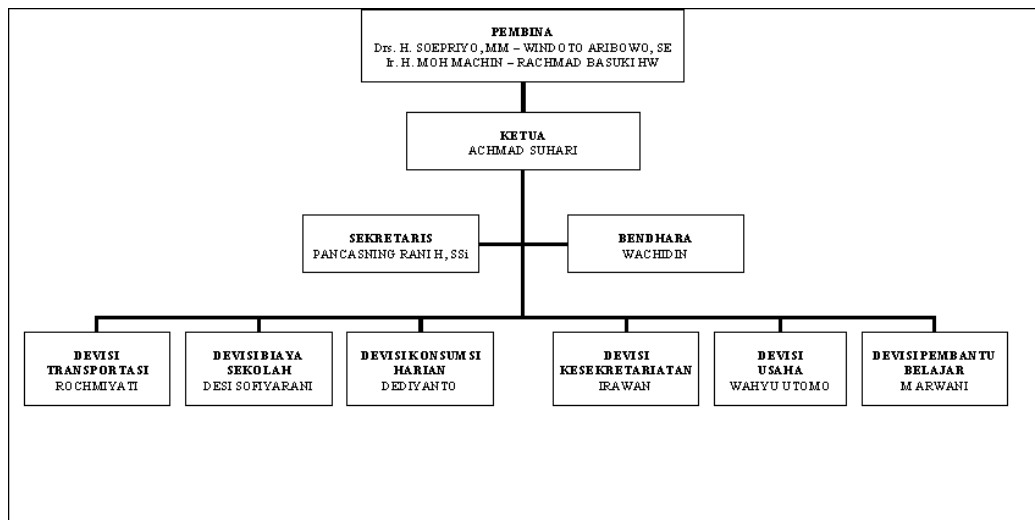 PEMBINA
Drs. H. SOEPRIYO, MM – WINDOTO ARIBOWO, SE
Ir. H. MOH MACHIN – RACHMAD BASUKI HW
KETUA
ACHMAD SUHARI
SEKRETARIS
PANCASNING RANI H, SSi
BENDHARA
WACHIDIN
DEVISI
TRANSPORTASI
ROCHMIYATI
DEVISI BIAYA
SEKOLAH
DESI SOFIYARANI
DEVISI KONSUMSI
HARIAN
DEDIYANTO
DEVISI
KESEKRETARIATAN
IRAWAN
DEVISI
USAHA
WAHYU UTOMO
DEVISI PEMBANTU
BELAJAR
MARWANI